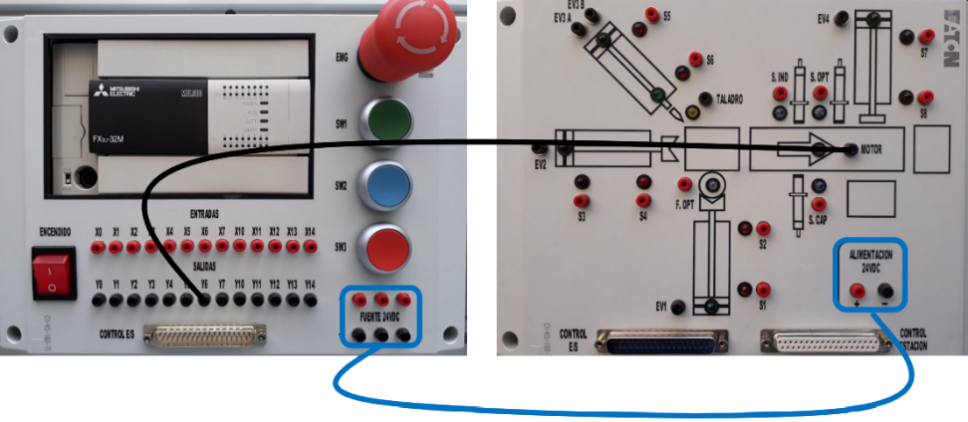 EMG
MITSUBISHI
ELECTRIC
MELSEC
FX3U-32M
SW1
SW2
SW3
ENTRADAS
ENCENDIDO
X0 X1 X2 X3 X4 X5 X6 X7 X10 X11 X12 X13 X14
SALIDAS
Y0 Y1 Y2 Y3 Y4 Y5 Y6 Y7 Y10 Y11 Y12 Y13 Y14
CONTROL E/S
FUENTE 24VDC
EV3 B
EV3 A
S5
EV4
EATON
S7
S6
S. IND
S. OPT
TALADRO
S8
EV2
MOTOR
S3
S4
F. OPT
S. CAP
S2
ALIMENTACION
24VDC
+ -
EV1
S1
CONTROL
E/S
CONTROL
ESTACION